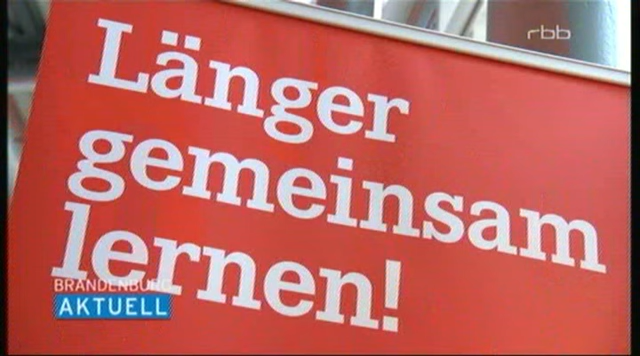 rbb
Länger
gemeinsam
lernen!
BRANDENBURG
AKTUELL